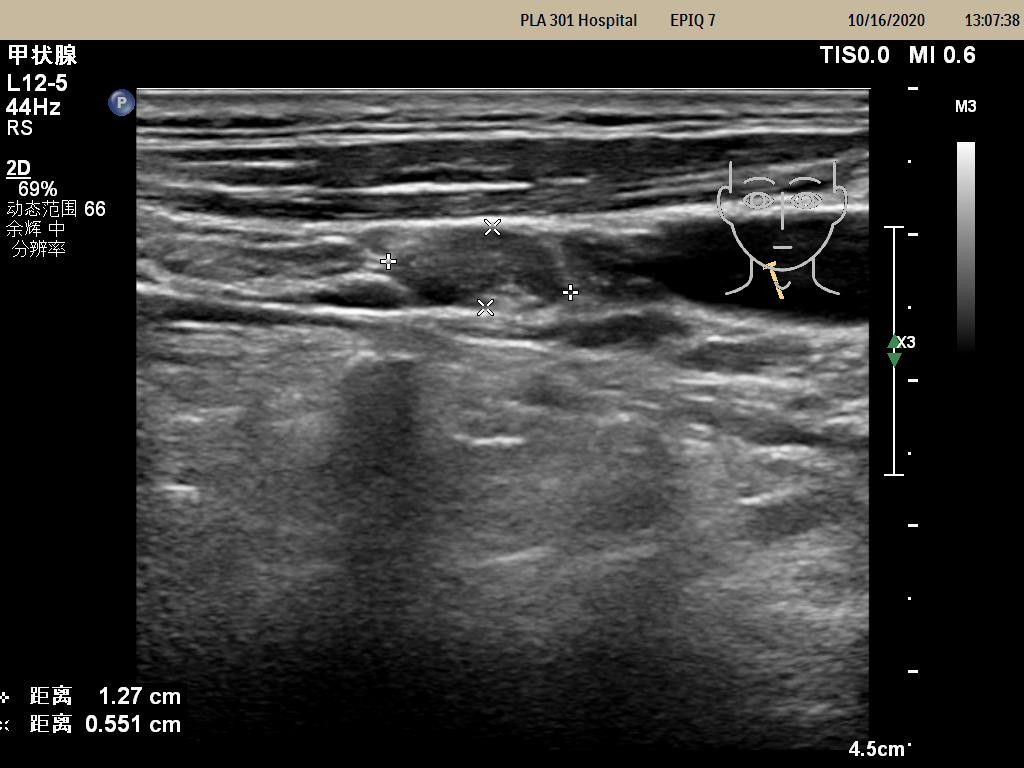 PLA 301 Hospital EPIQ 7 10/16/2020 13:07:38
甲状腺
TIS0.0 MI 0.6
L12-5
44Hz
RS
P
M3
2D
69%
动态范围 66
余辉 中
分辨率
X3
距离 1.27 cm
距离 0.551 cm
4.5cm